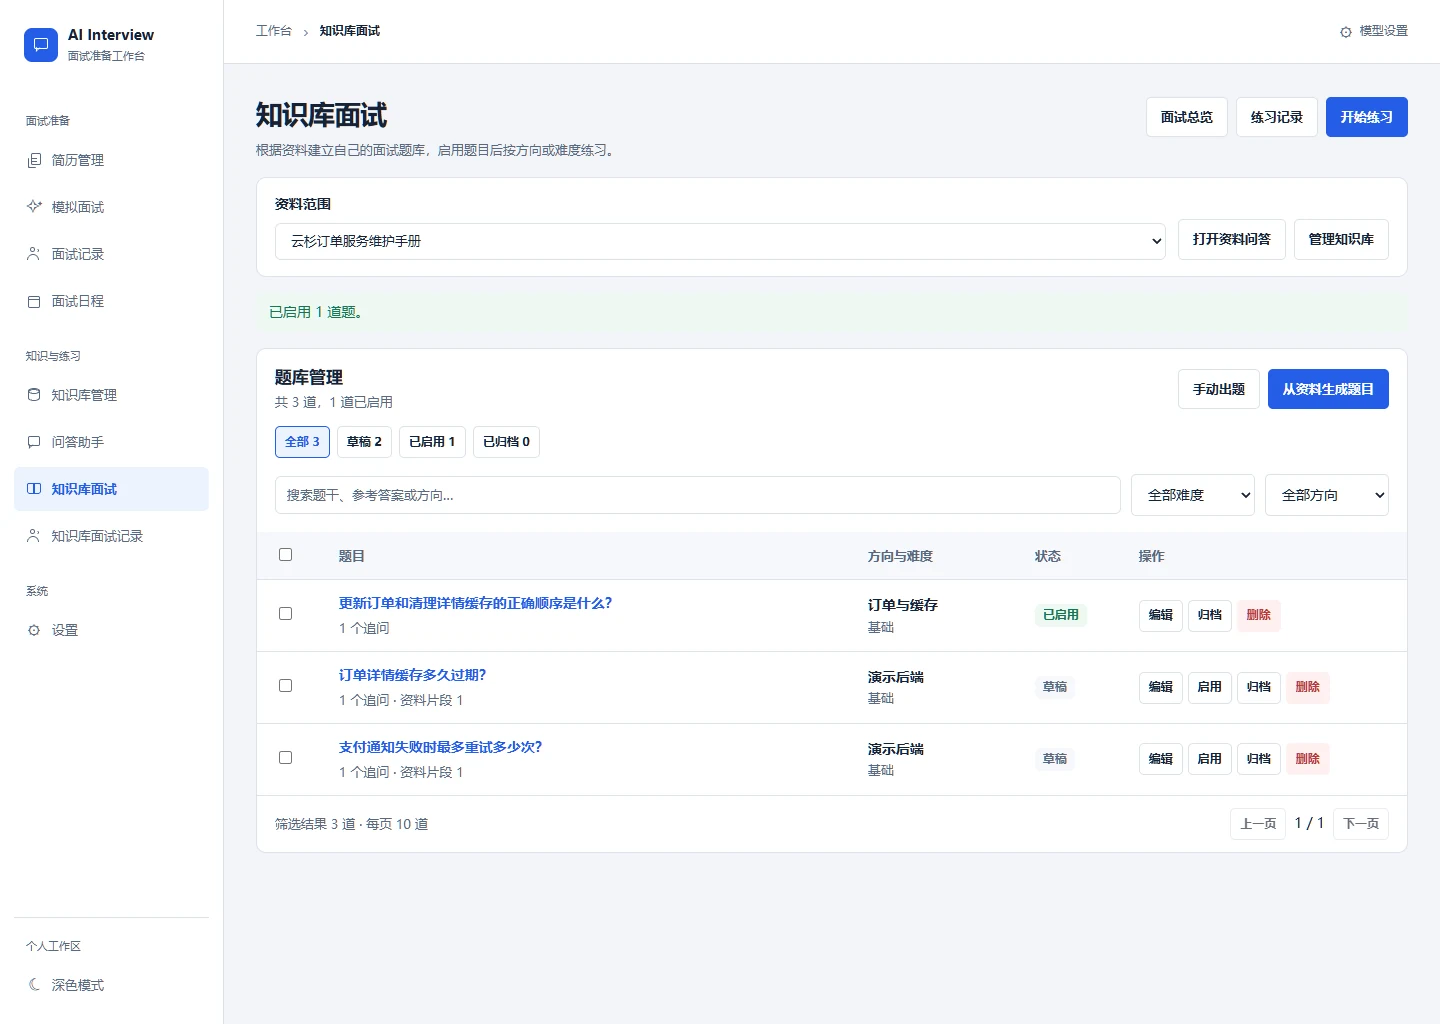 AI Interview
面试准备工作台
面试准备
简历管理
模拟面试
面试记录
面试日程
知识与练习
知识库管理
问答助手
知识库面试
知识库面试记录
系统
设置
个人工作区
深色模式
工作台 › 知识库面试
模型设置
知识库面试
根据资料建立自己的面试题库，启用题目后按方向或难度练习。
面试总览 练习记录 开始练习
资料范围
云杉订单服务维护手册
打开资料问答 管理知识库
已启用 1 道题。
题库管理
共 3 道，1 道已启用
手动出题 从资料生成题目
全部 3 草稿 2 已启用 1 已归档 0
搜索题干、参考答案或方向...
全部难度 全部方向
题目 方向与难度 状态 操作
更新订单和清理详情缓存的正确顺序是什么？
1 个追问
订单与缓存
基础
已启用
编辑 归档 删除
订单详情缓存多久过期？
1 个追问 · 资料片段 1
演示后端
基础
草稿
编辑 启用 归档 删除
支付通知失败时最多重试多少次？
1 个追问 · 资料片段 1
演示后端
基础
草稿
编辑 启用 归档 删除
筛选结果 3 道 · 每页 10 道
上一页 1 / 1 下一页